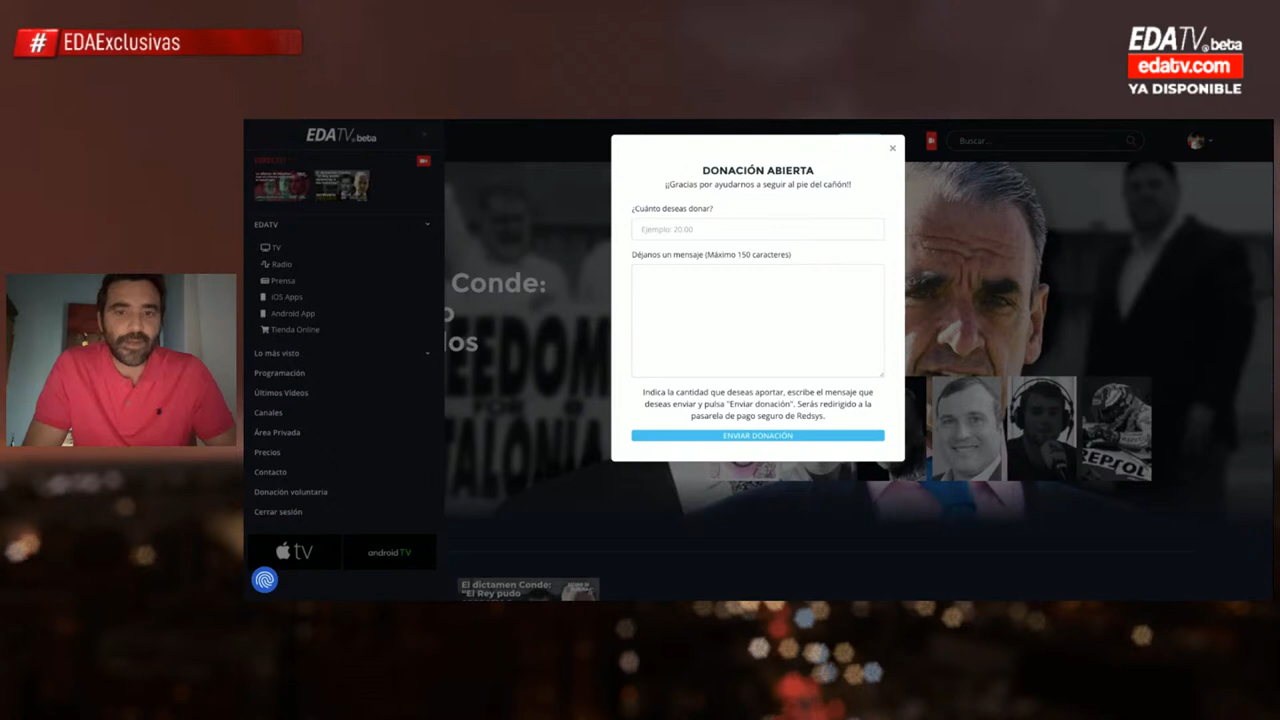 # EDAExclusivas
EDATV.beta
edatv.com
YA DISPONIBLE
EDATV.beta
EDATV
TV
Radio
Prensa
iOS Apps
Android App
Tienda Online
Lo más visto
Programación
Últimos Vídeos
Canales
Área Privada
Precios
Contacto
Donación voluntaria
Cerrar sesión
tv
android TV
Buscar...
Conde:
o
los
EEDOM
TALONIA
DONACIÓN ABIERTA
¡¡Gracias por ayudarnos a seguir al pie del cañón!!
¿Cuánto deseas donar?
Ejemplo: 20.00
Déjanos un mensaje (Máximo 150 caracteres)
Indica la cantidad que deseas aportar, escribe el mensaje que
deseas enviar y pulsa "Enviar donación". Serás redirigido a la
pasarela de pago seguro de Redsys.
ENVIAR DONACIÓN
REPSOL
El dictamen Conde:
"El Rey pudo